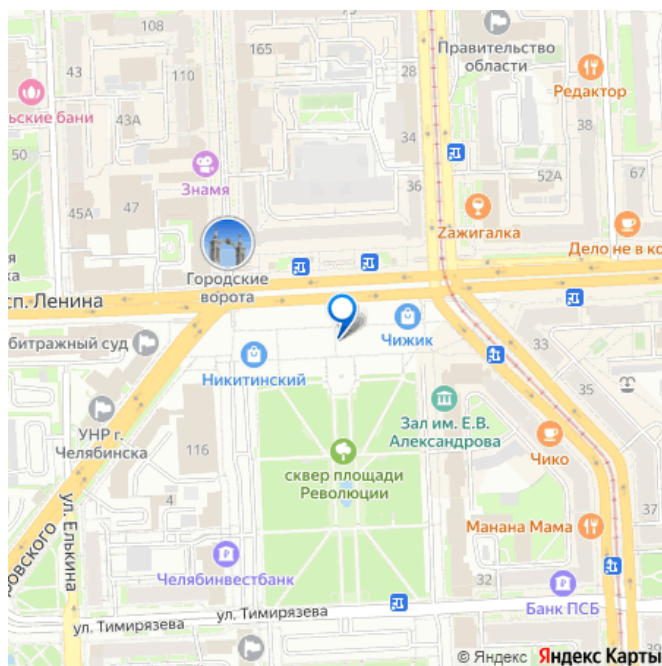 108
165
Правительство
области
43
110
28
Редактор
ьские бани
43А
38
34
50
Знамя
52А
67
45А
47
36
Zажигалка
Дело не в ко
Городские
ворота
сп. Ленина
Чижик
битражный суд
33
Никитинский
35
УНР г.
Челябинска
116
Зал им. Е.В.
Александрова
Чико
сквер площади
Революции
4
ул. Елькина
овского
Манана Мама
Челябинвестбанк
32
Банк ПСБ
ул. Тимирязева
ул. Тимирязева
© Яндекс Яндекс Карты